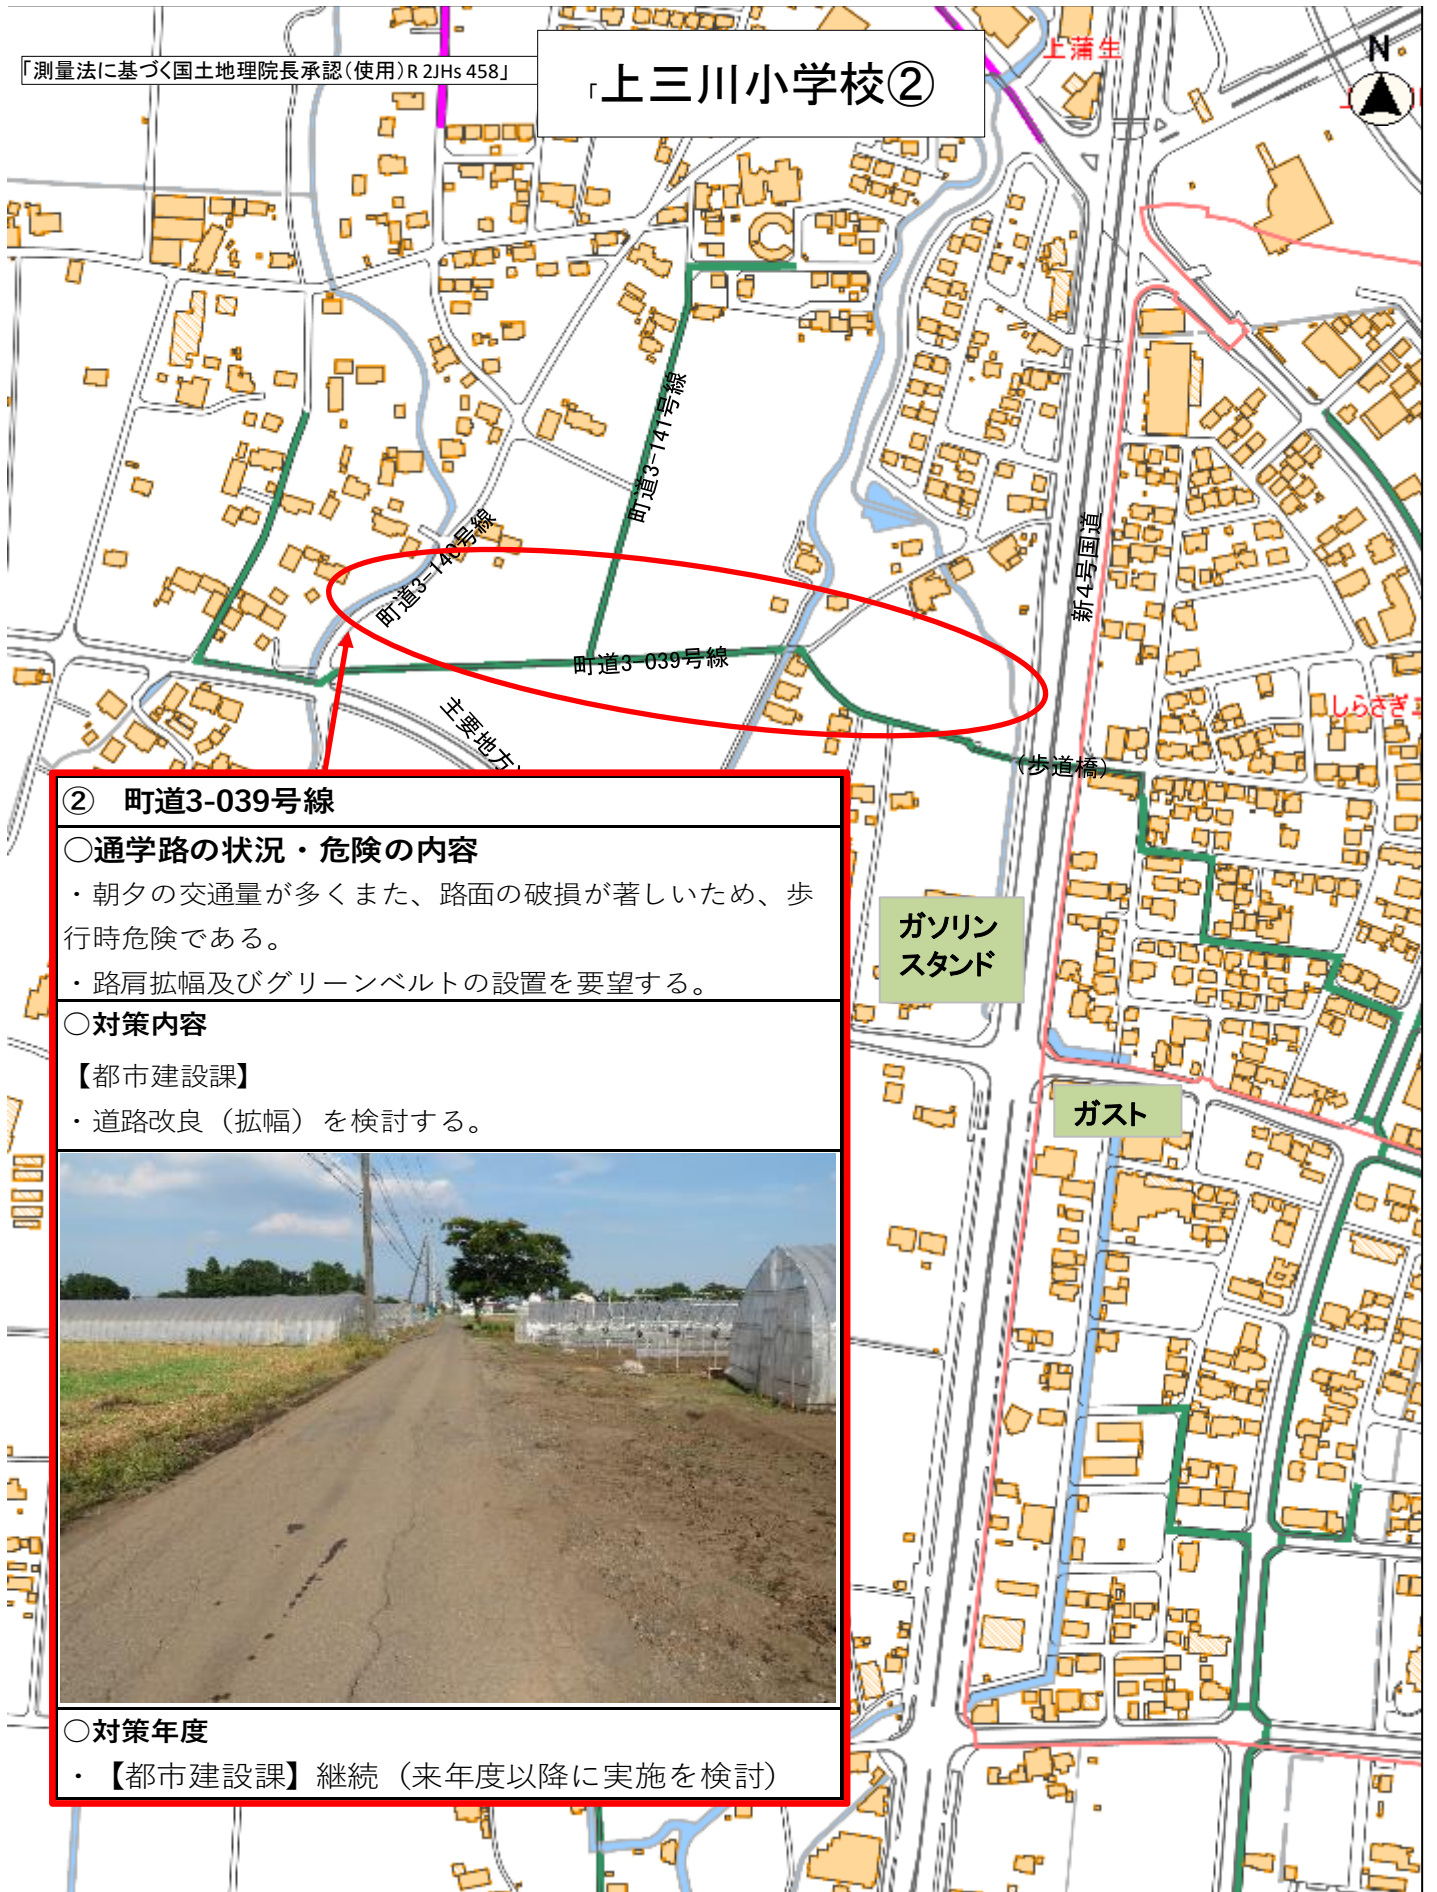 「測量法に基づく国土地理院長承認(使用)R 2JHs 458」
「上三川小学校②
上蒲生
N
町道3-141号線
町道3-140号線
新4号国道
町道3-039号線
しらさぎ
主要地方
(歩道橋)
② 町道3-039号線
○通学路の状況・危険の内容
・朝夕の交通量が多くまた、路面の破損が著しいため、歩
行時危険である。
・路肩拡幅及びグリーンベルトの設置を要望する。
○対策内容
【都市建設課】
・道路改良（拡幅）を検討する。
ガソリン
スタンド
ガスト
○対策年度
・【都市建設課】継続（来年度以降に実施を検討）